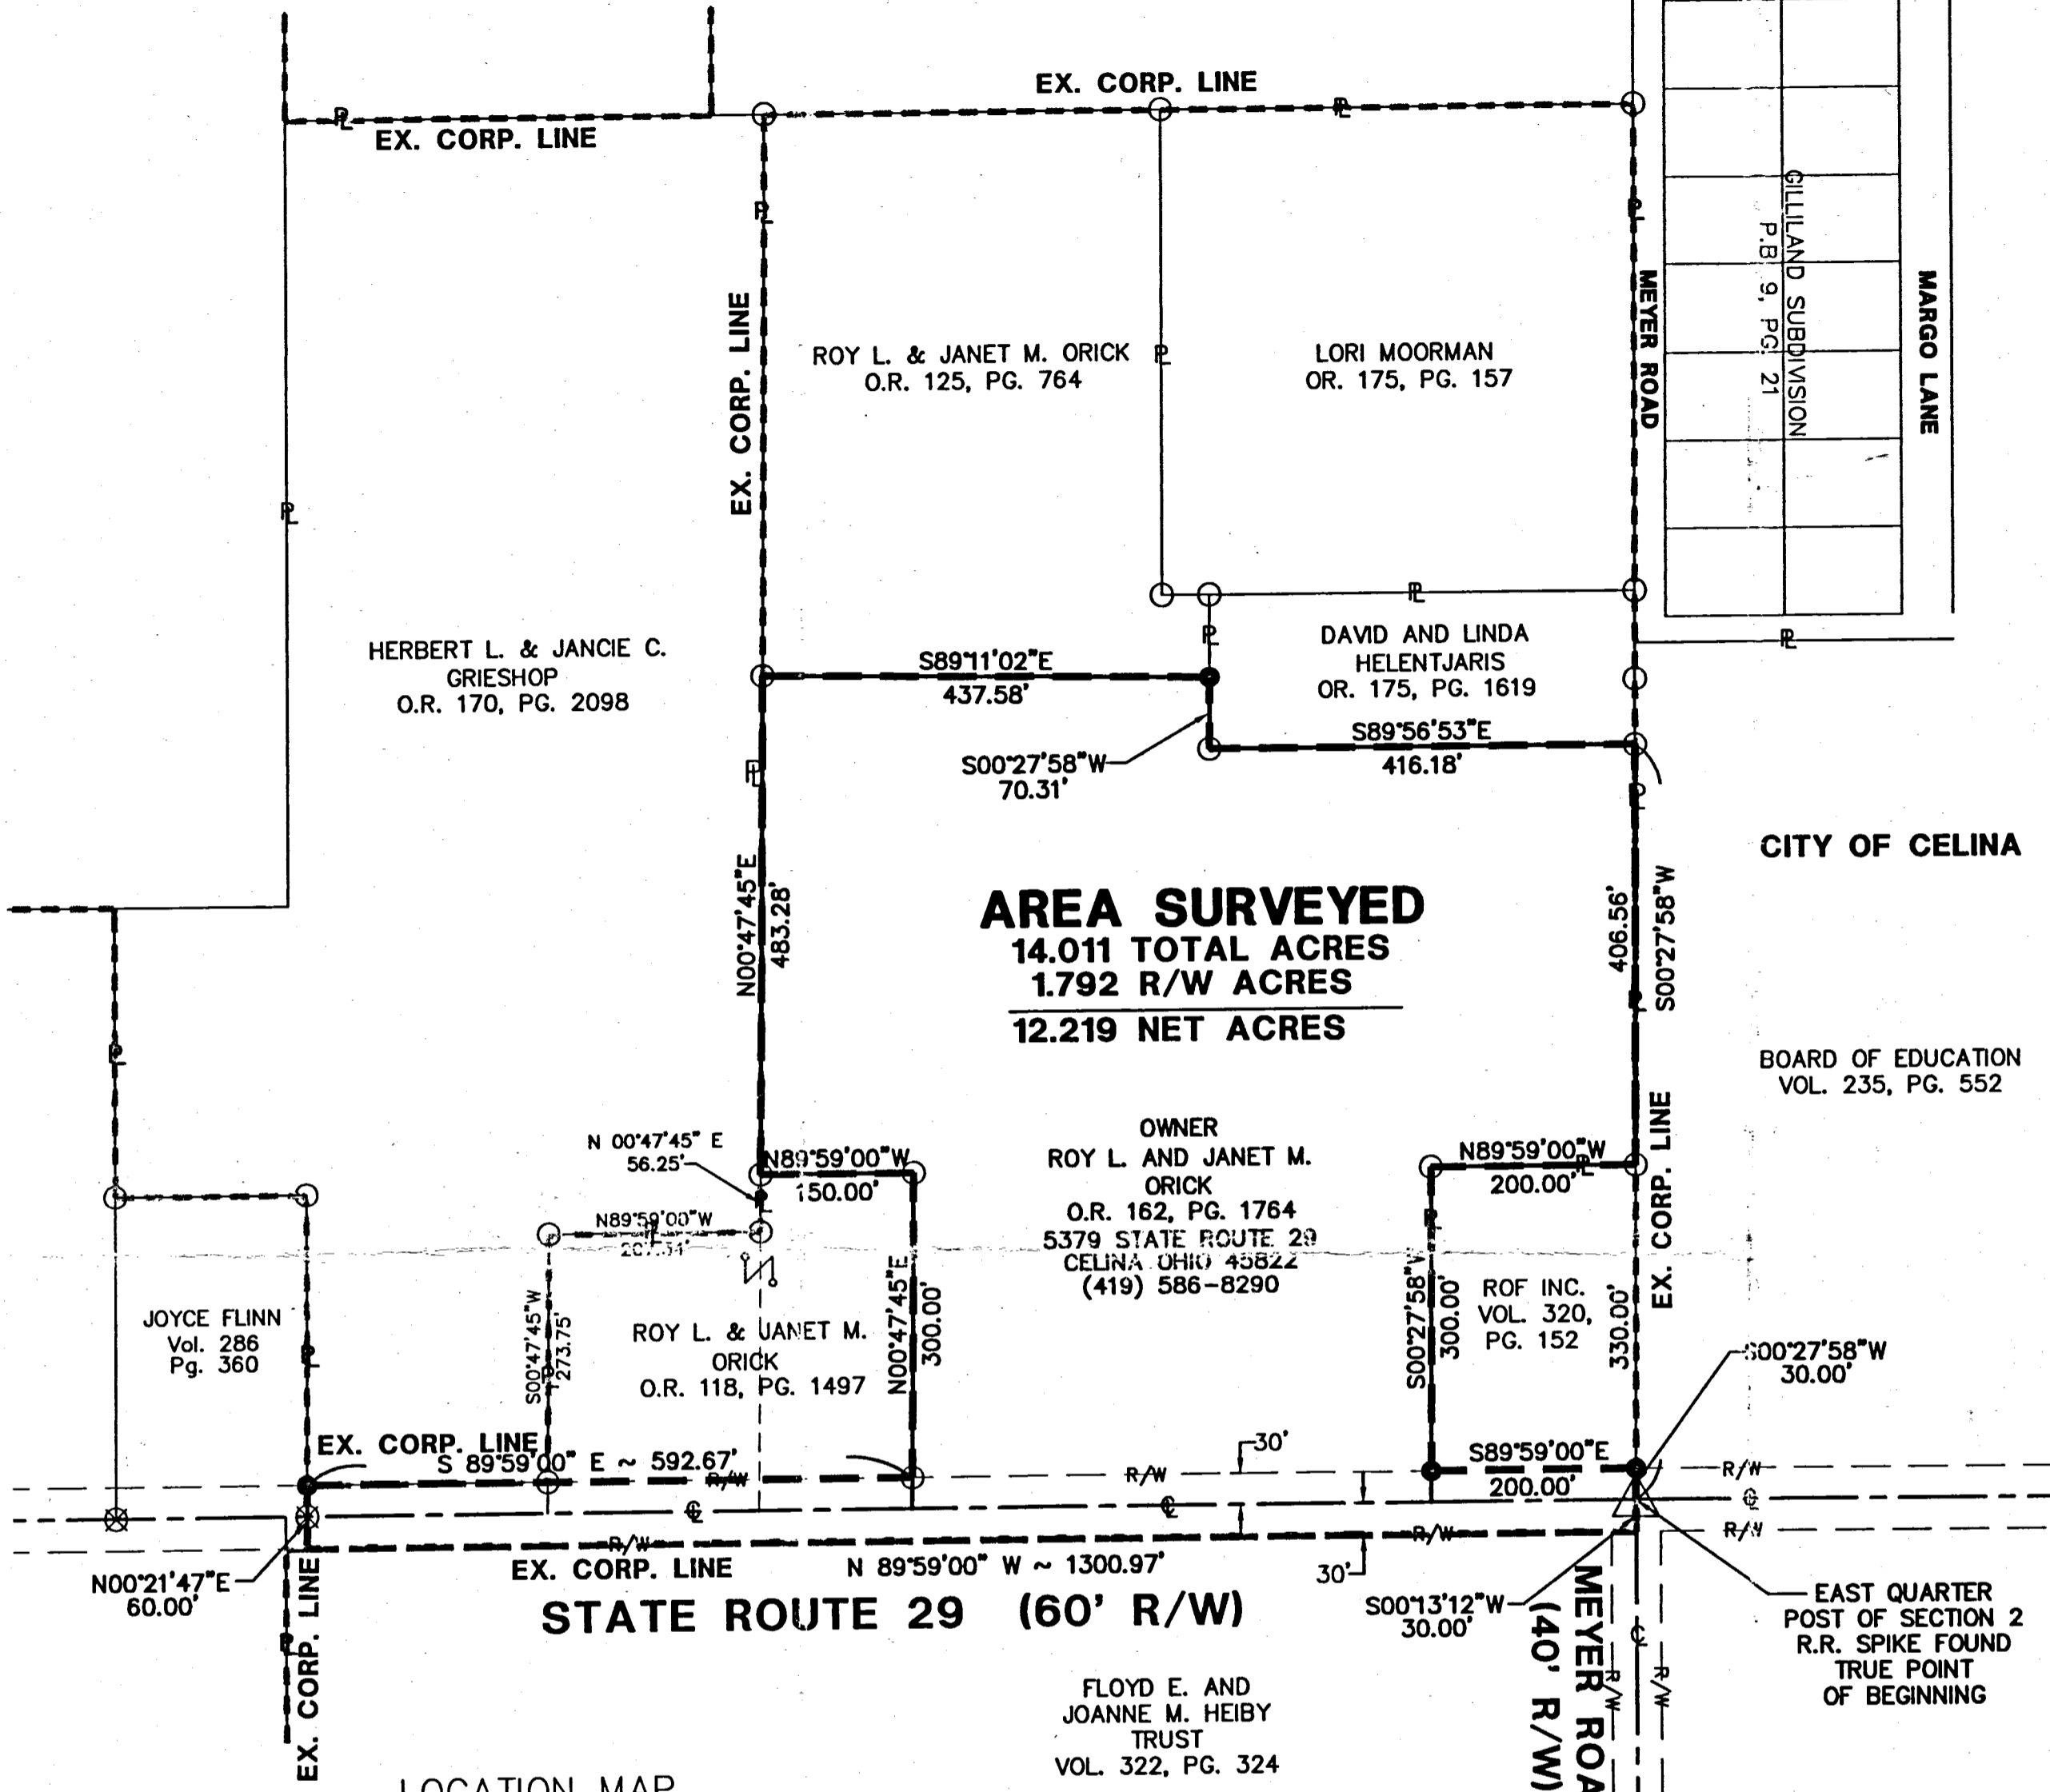 EX. CORP. LINE
EX. CORP. LINE
EX. CORP. LINE
ROY L. & JANET M. ORICK
O.R. 125, PG. 764
LORI MOORMAN
OR. 175, PG. 157
MEYER ROAD
GILLILAND SUBDIVISION
P.B. 9, PG. 21
MARGO LANE
HERBERT L. & JANCIE C.
GRIESHOP
O.R. 170, PG. 2098
DAVID AND LINDA
HELENTJARIS
OR. 175, PG. 1619
S89°11'02"E
437.58'
S00°27'58"W
70.31'
S89°56'53"E
416.18'
CITY OF CELINA
N00°47'45"E
483.28'
AREA SURVEYED
14.011 TOTAL ACRES
1.792 R/W ACRES
12.219 NET ACRES
406.56'
S00°27'58"W
BOARD OF EDUCATION
VOL. 235, PG. 552
N 00°47'45" E
56.25'
N89°59'00"W
150.00'
OWNER
ROY L. AND JANET M.
ORICK
O.R. 162, PG. 1764
5379 STATE ROUTE 29
CELINA OHIO 45822
(419) 586-8290
N89°59'00"W
200.00'
EX. CORP. LINE
N89°59'00"W
JOYCE FLINN
Vol. 286
Pg. 360
S00°47'45"W
273.75'
ROY L. & JANET M.
ORICK
O.R. 118, PG. 1497
N00°47'45"E
300.00'
S00°27'58"W
300.00'
ROF INC.
VOL. 320,
PG. 152
330.00'
S00°27'58"W
30.00'
EX. CORP. LINE
S 89°59'00" E ~ 592.67'
R/W
30'
R/W
S89°59'00"E
200.00'
R/W
R/W
R/W
R/W
EX. CORP. LINE
N 89°59'00" W ~ 1300.97'
30'
N00°21'47"E
60.00'
EX. CORP. LINE
STATE ROUTE 29 (60' R/W)
S00°13'12"W
30.00'
MEYER ROA
(40' R/W)
R/W
R/W
EAST QUARTER
POST OF SECTION 2
R.R. SPIKE FOUND
TRUE POINT
OF BEGINNING
FLOYD E. AND
JOANNE M. HEIBY
TRUST
VOL. 322, PG. 324
LOCATION MAP